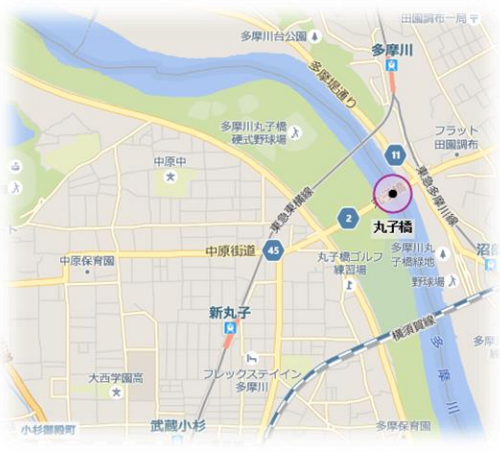 田園調布一局
多摩川台公園
多摩川
多摩堤通り
多摩川丸子橋
硬式野球場
フラット
田園調布
11
中原中
東急東横線
東急多摩川線
2
丸子橋
45
中原街道
丸子橋ゴルフ
練習場
多摩川丸
子橋緑地
沼部
中原保育園
野球場
新丸子
横須賀線
多摩川
フレックステイイン
多摩川
大西学園高
小杉御殿町
武蔵小杉
多摩保育園